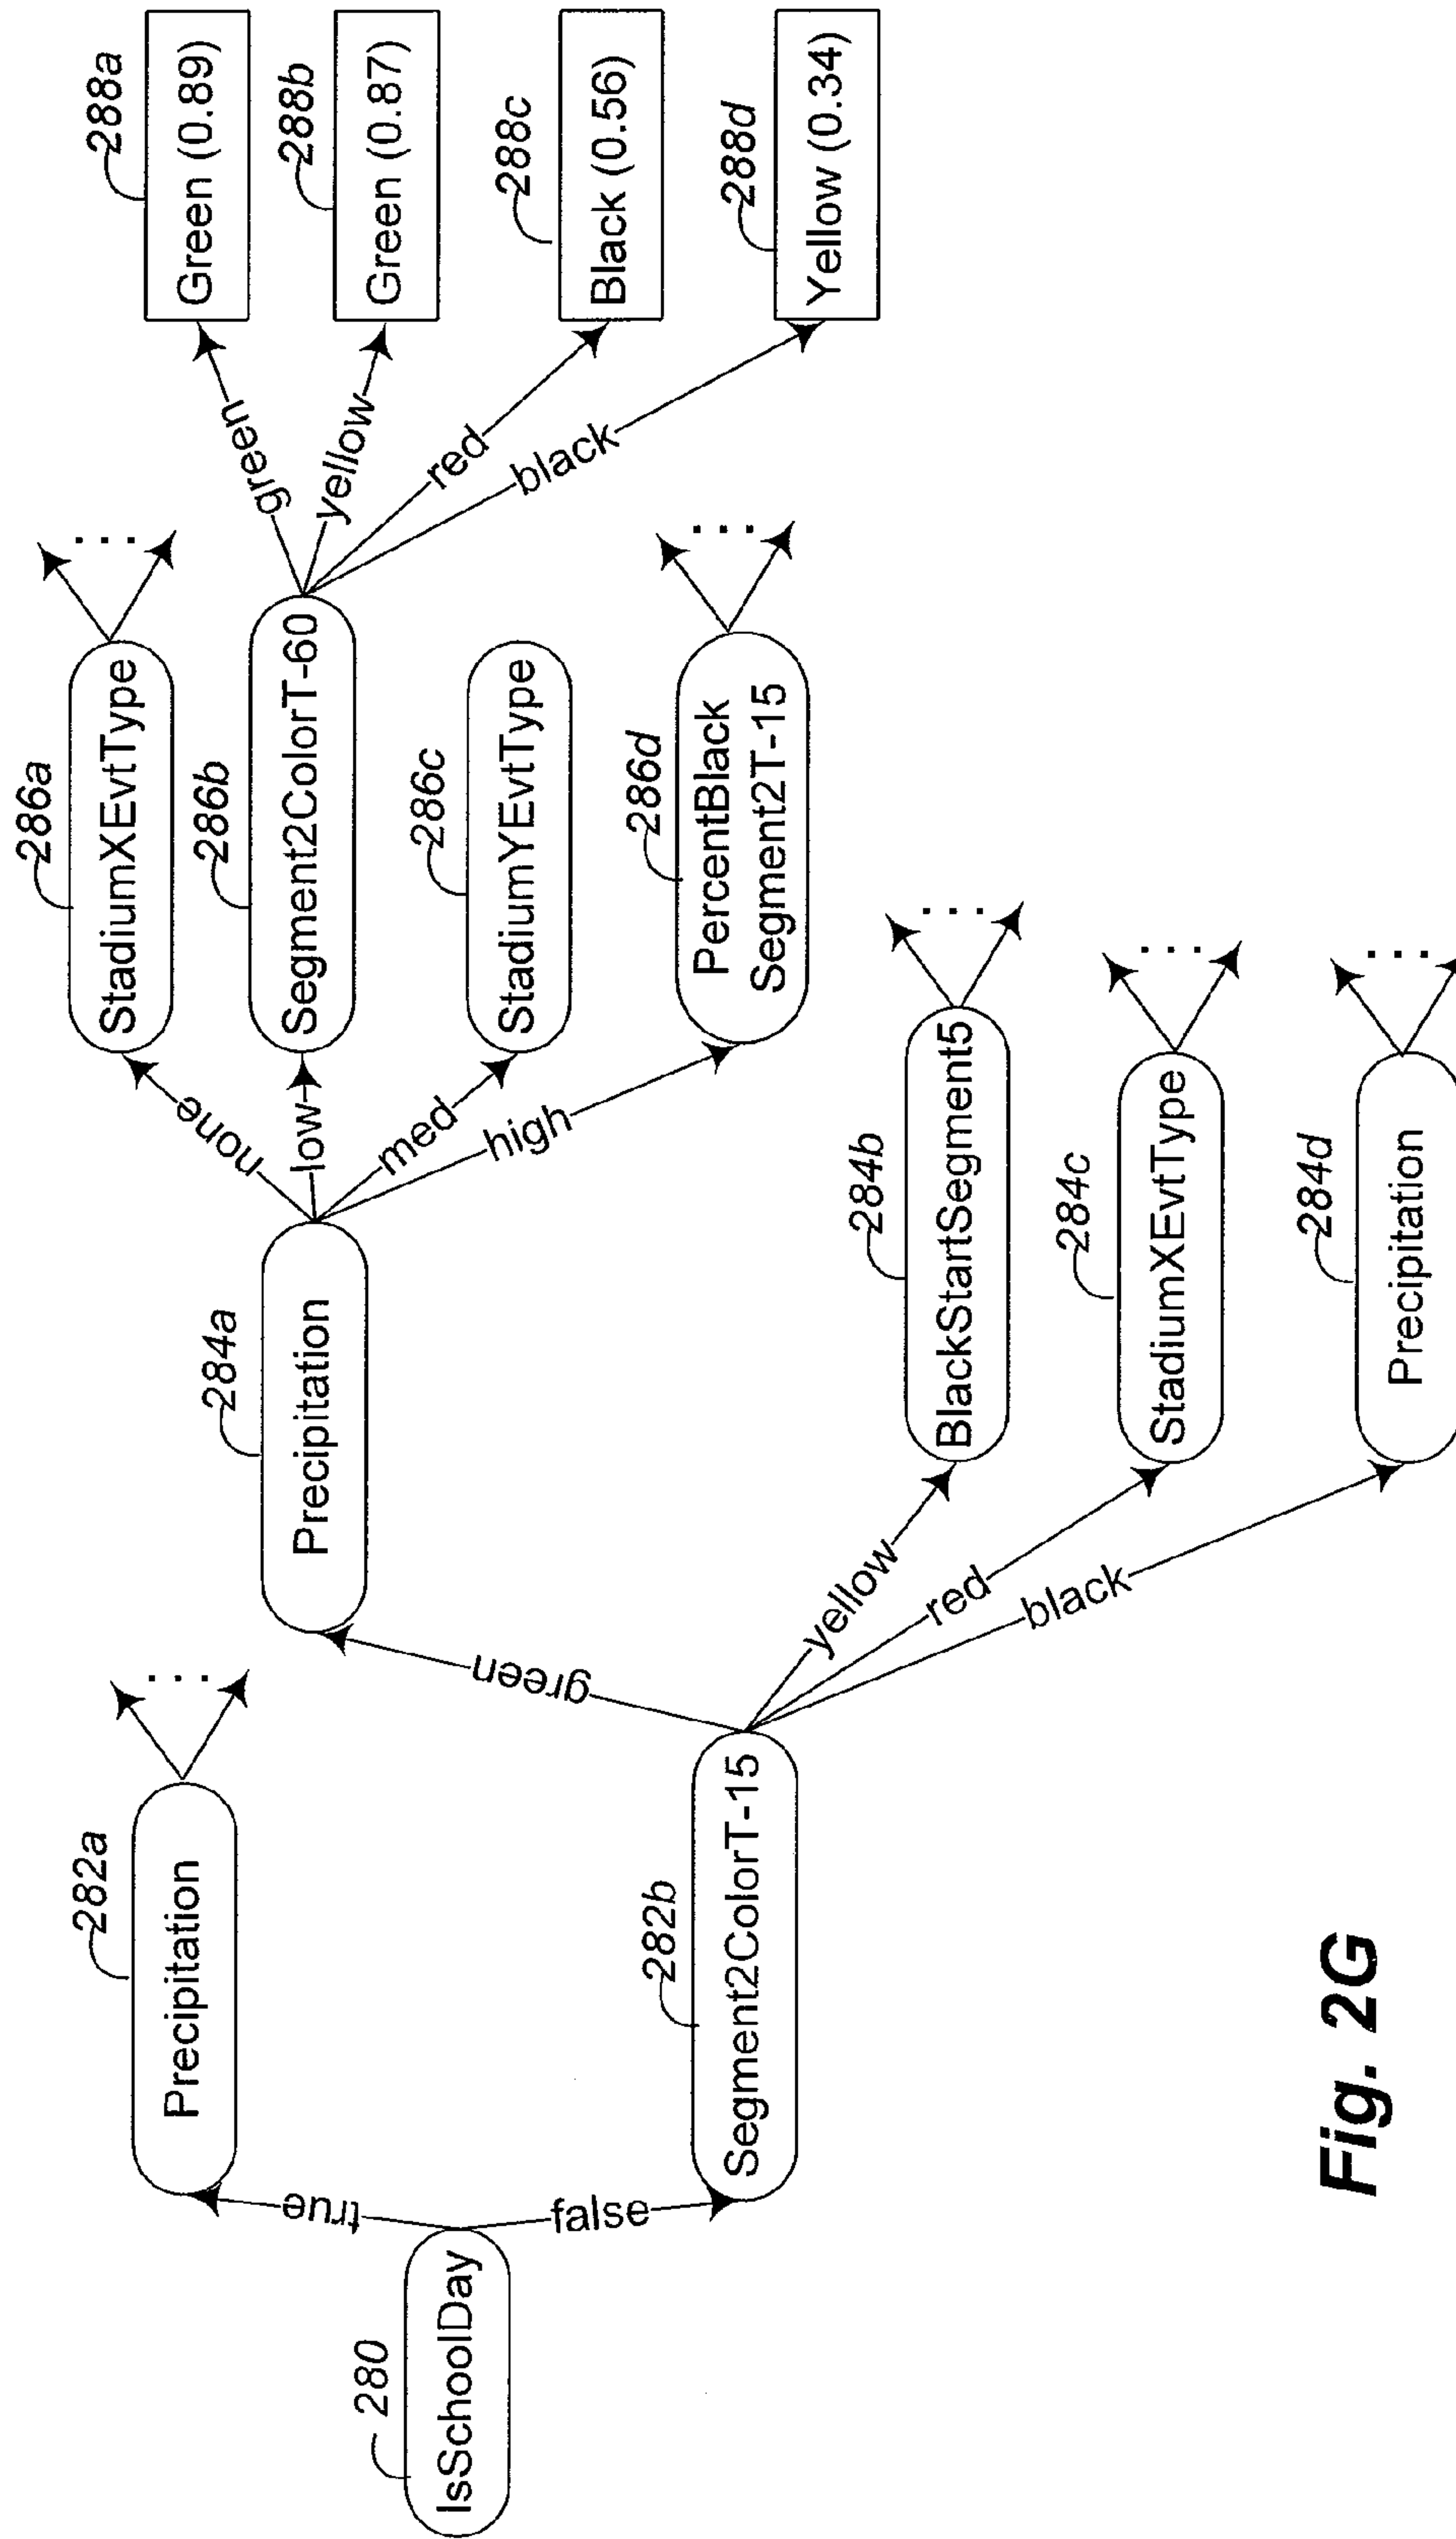 280
IsSchoolDay
true
false
282a
Precipitation
...
282b
Segment2ColorT-15
green
yellow
red
black
284a
Precipitation
none
low
med
high
284b
BlackStartSegment5
...
284c
StadiumXEvtType
...
284d
Precipitation
...
286a
StadiumXEvtType
...
286b
Segment2ColorT-60
green
yellow
red
black
286c
StadiumYEvtType
286d
PercentBlack
Segment2T-15
...
288a
Green (0.89)
288b
Green (0.87)
288c
Black (0.56)
288d
Yellow (0.34)
Fig. 2G